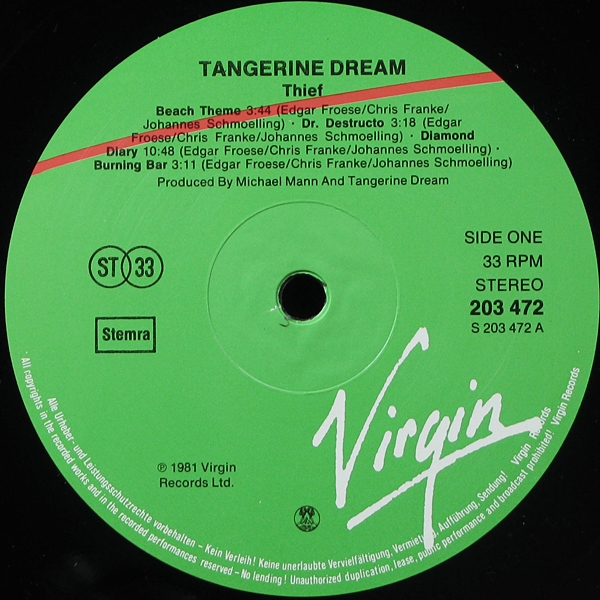 TANGERINE DREAM
Thief
Beach Theme 3:44 (Edgar Froese/Chris Franke/
Johannes Schmoelling) · Dr. Destructo 3:18 (Edgar
Froese/Chris Franke/Johannes Schmoelling) · Diamond
Diary 10:48 (Edgar Froese/Chris Franke/Johannes Schmoelling) ·
Burning Bar 3:11 (Edgar Froese/Chris Franke/Johannes Schmoelling)
Produced By Michael Mann And Tangerine Dream
ST 33
Stemra
SIDE ONE
33 RPM
STEREO
203 472
S 203 472 A
Virgin
℗ 1981 Virgin
Records Ltd.
Alle Urheber- und Leistungsschutzrechte vorbehalten – Kein Verleih! Keine unerlaubte Vervielfältigung, Vermietung, Aufführung, Sendung! Virgin Records
· All copyrights in the recorded works and in the recorded performances reserved – No lending! Unauthorized duplication, lease, public performance and broadcast prohibited! Virgin Records